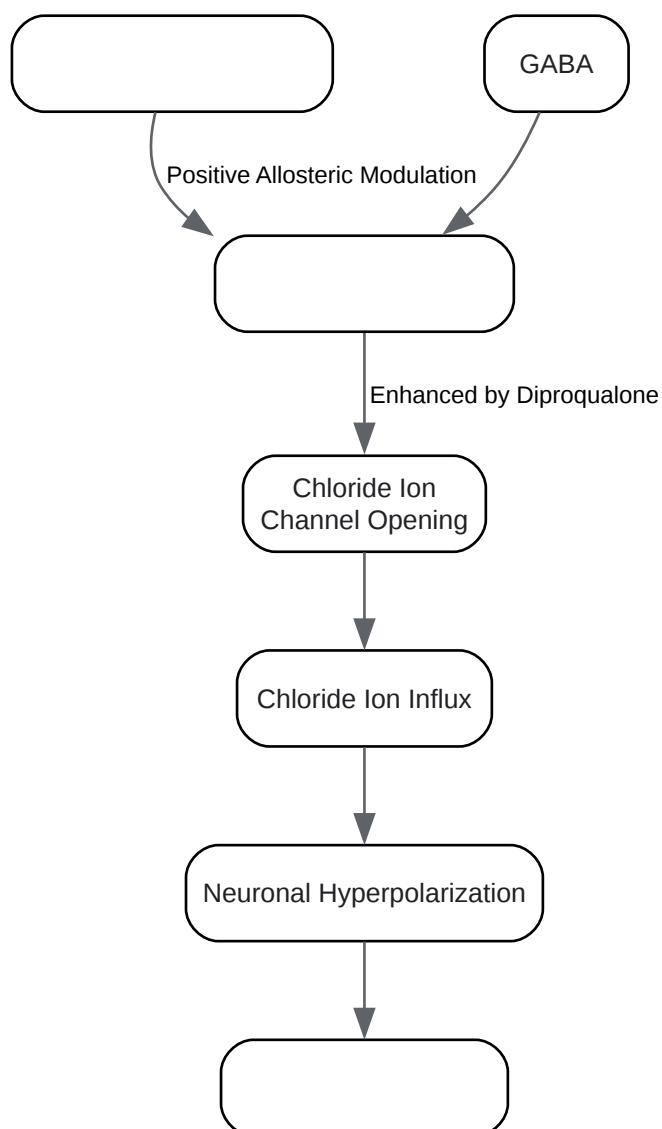 GABA
Positive Allosteric Modulation
Enhanced by Diproqualone
Chloride Ion
Channel Opening
Chloride Ion Influx
Neuronal Hyperpolarization